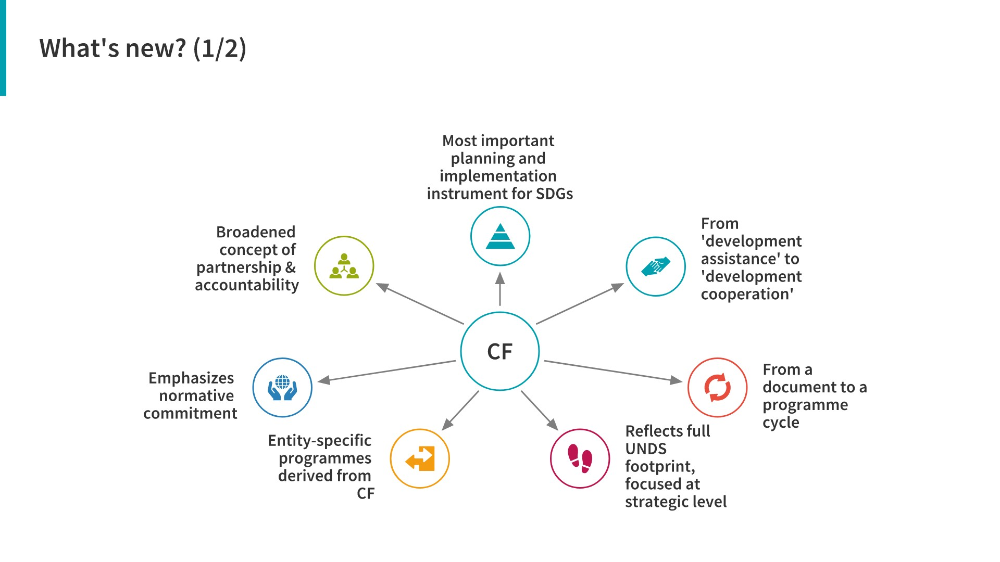 What's new? (1/2)
Most important
planning and
implementation
instrument for SDGs
From
'development
assistance' to
'development
cooperation'
Broadened
concept of
partnership &
accountability
CF
From a
document to a
programme
cycle
Emphasizes
normative
commitment
Reflects full
UNDS
footprint,
focused at
strategic level
Entity-specific
programmes
derived from
CF